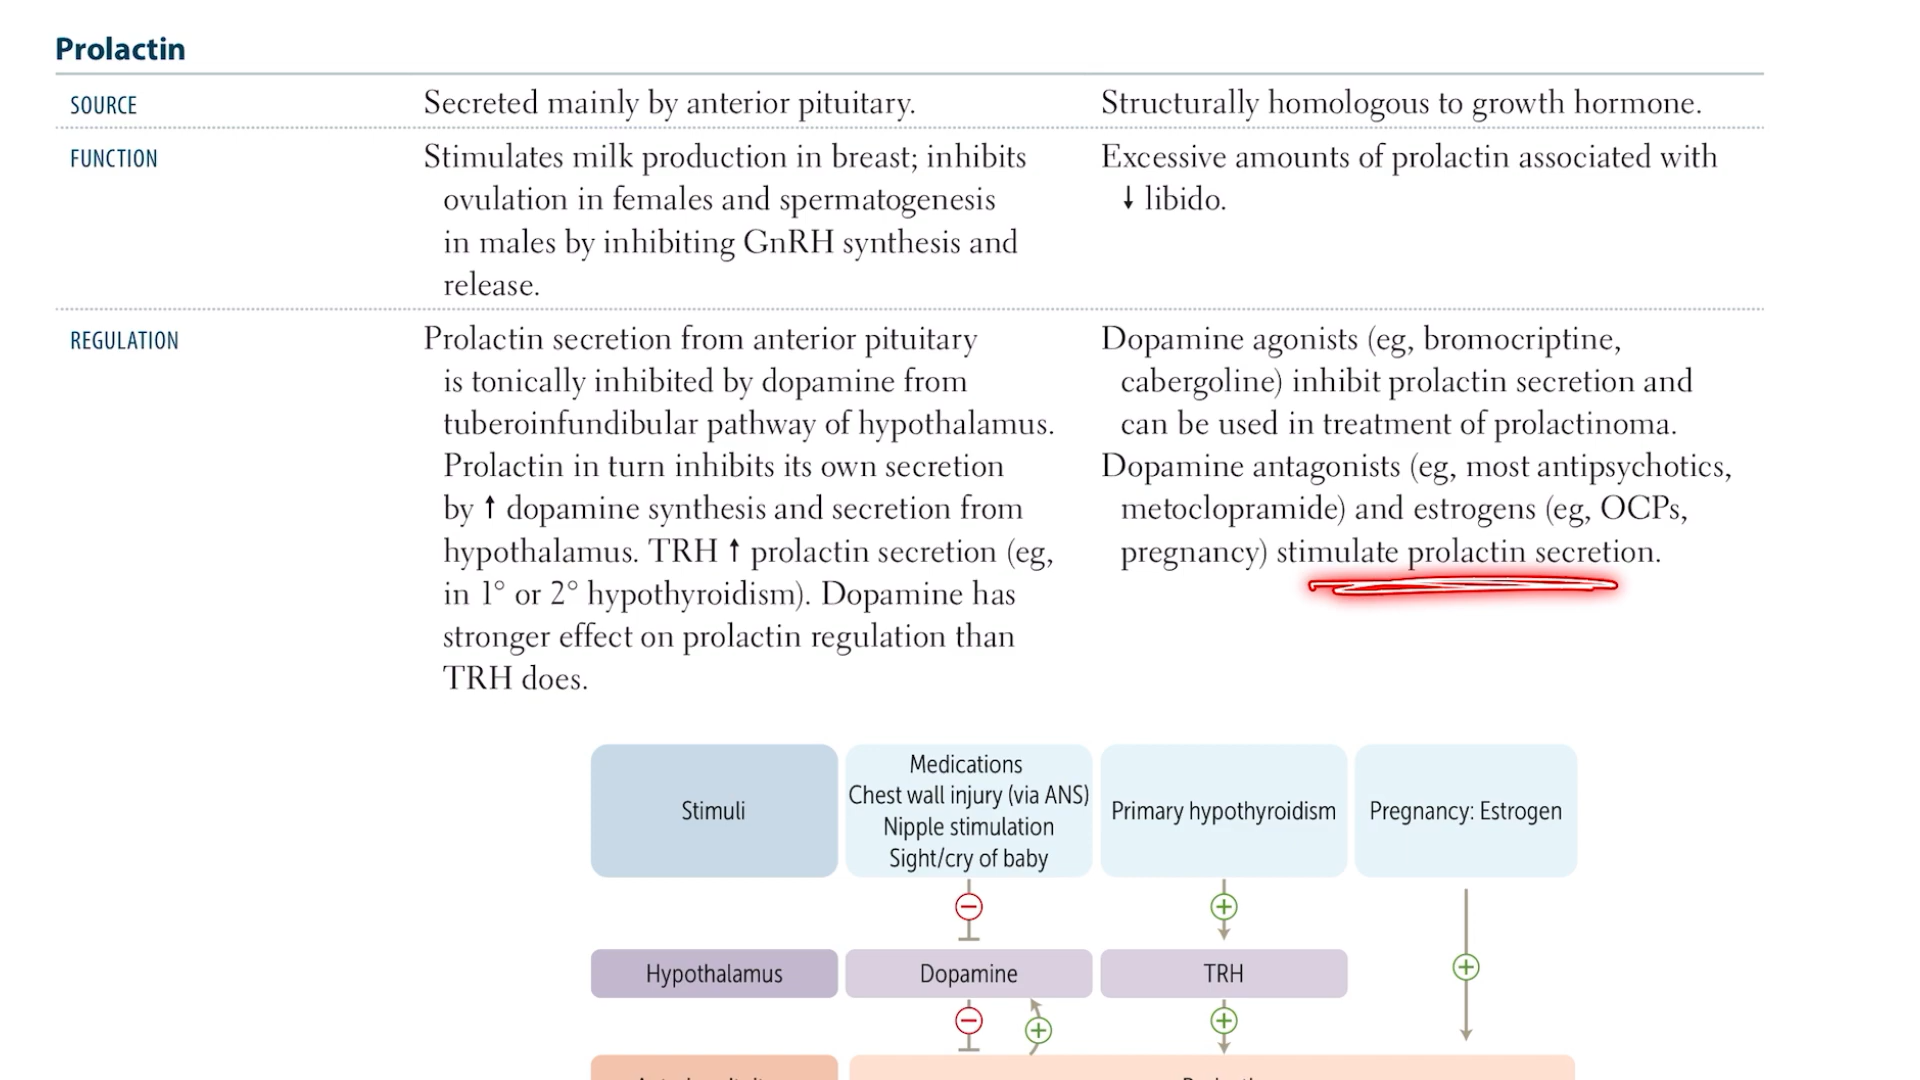 Prolactin
SOURCE
Secreted mainly by anterior pituitary.
Structurally homologous to growth hormone.
FUNCTION
Stimulates milk production in breast; inhibits
ovulation in females and spermatogenesis
in males by inhibiting GnRH synthesis and
release.
Excessive amounts of prolactin associated with
↓ libido.
REGULATION
Prolactin secretion from anterior pituitary
is tonically inhibited by dopamine from
tuberoinfundibular pathway of hypothalamus.
Prolactin in turn inhibits its own secretion
by ↑ dopamine synthesis and secretion from
hypothalamus. TRH ↑ prolactin secretion (eg,
in 1° or 2° hypothyroidism). Dopamine has
stronger effect on prolactin regulation than
TRH does.
Dopamine agonists (eg, bromocriptine,
cabergoline) inhibit prolactin secretion and
can be used in treatment of prolactinoma.
Dopamine antagonists (eg, most antipsychotics,
metoclopramide) and estrogens (eg, OCPs,
pregnancy) stimulate prolactin secretion.
Stimuli
Medications
Chest wall injury (via ANS)
Nipple stimulation
Sight/cry of baby
Primary hypothyroidism
Pregnancy: Estrogen
Hypothalamus
Dopamine
TRH